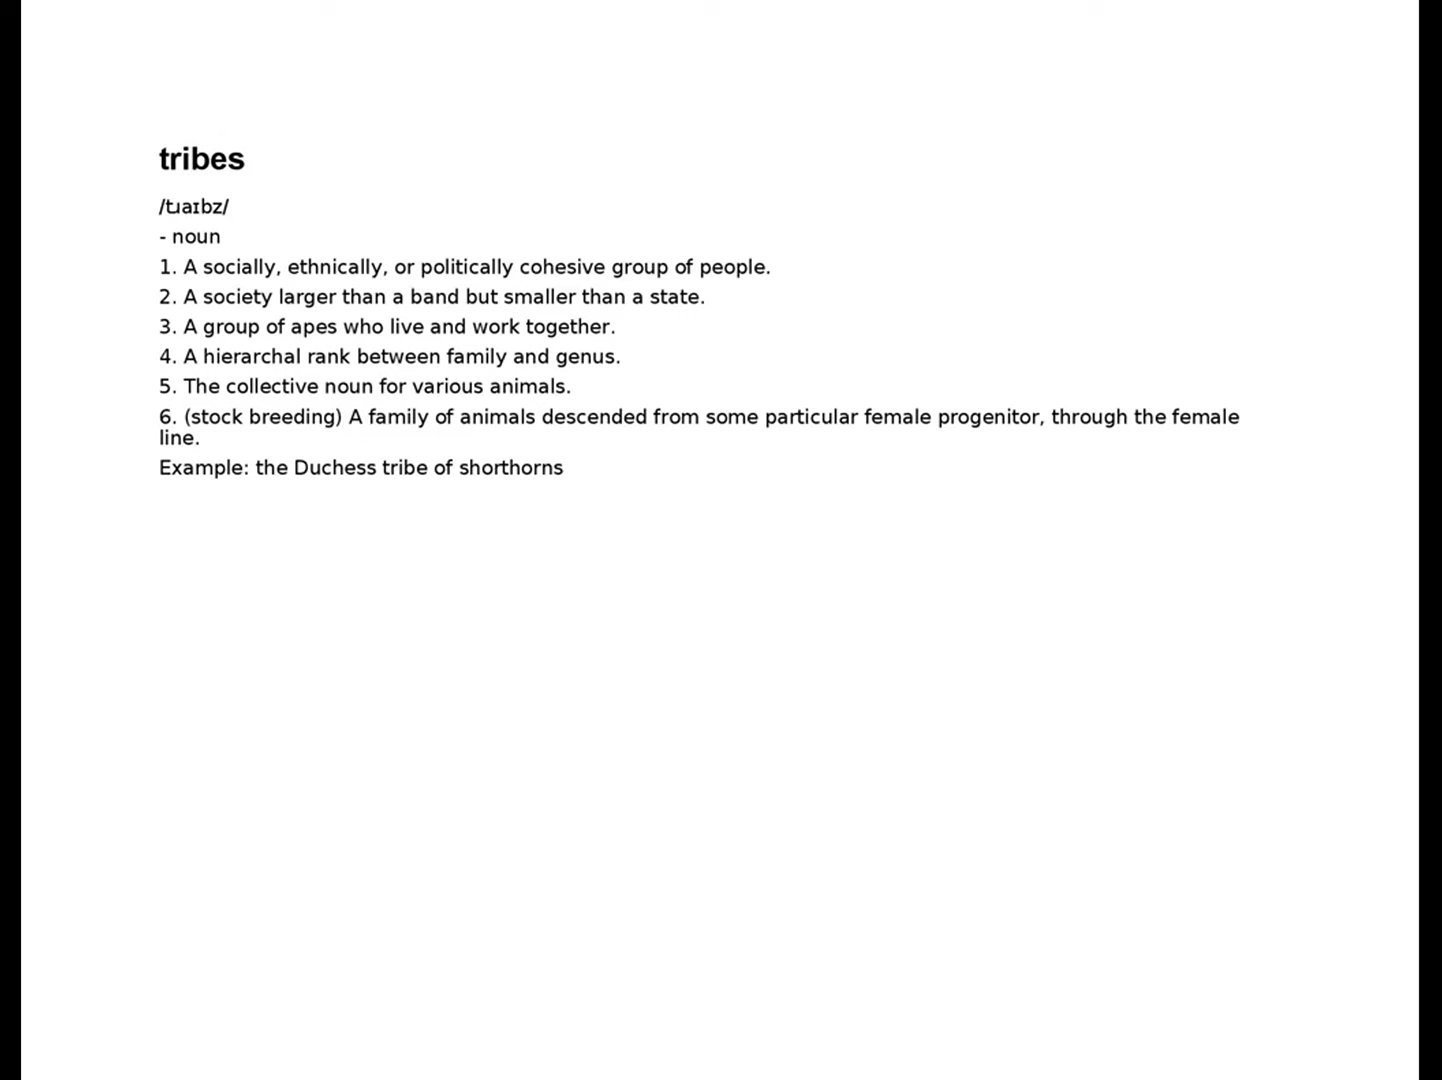 tribes
/tɹaɪbz/
- noun
1. A socially, ethnically, or politically cohesive group of people.
2. A society larger than a band but smaller than a state.
3. A group of apes who live and work together.
4. A hierarchal rank between family and genus.
5. The collective noun for various animals.
6. (stock breeding) A family of animals descended from some particular female progenitor, through the female
line.
Example: the Duchess tribe of shorthorns